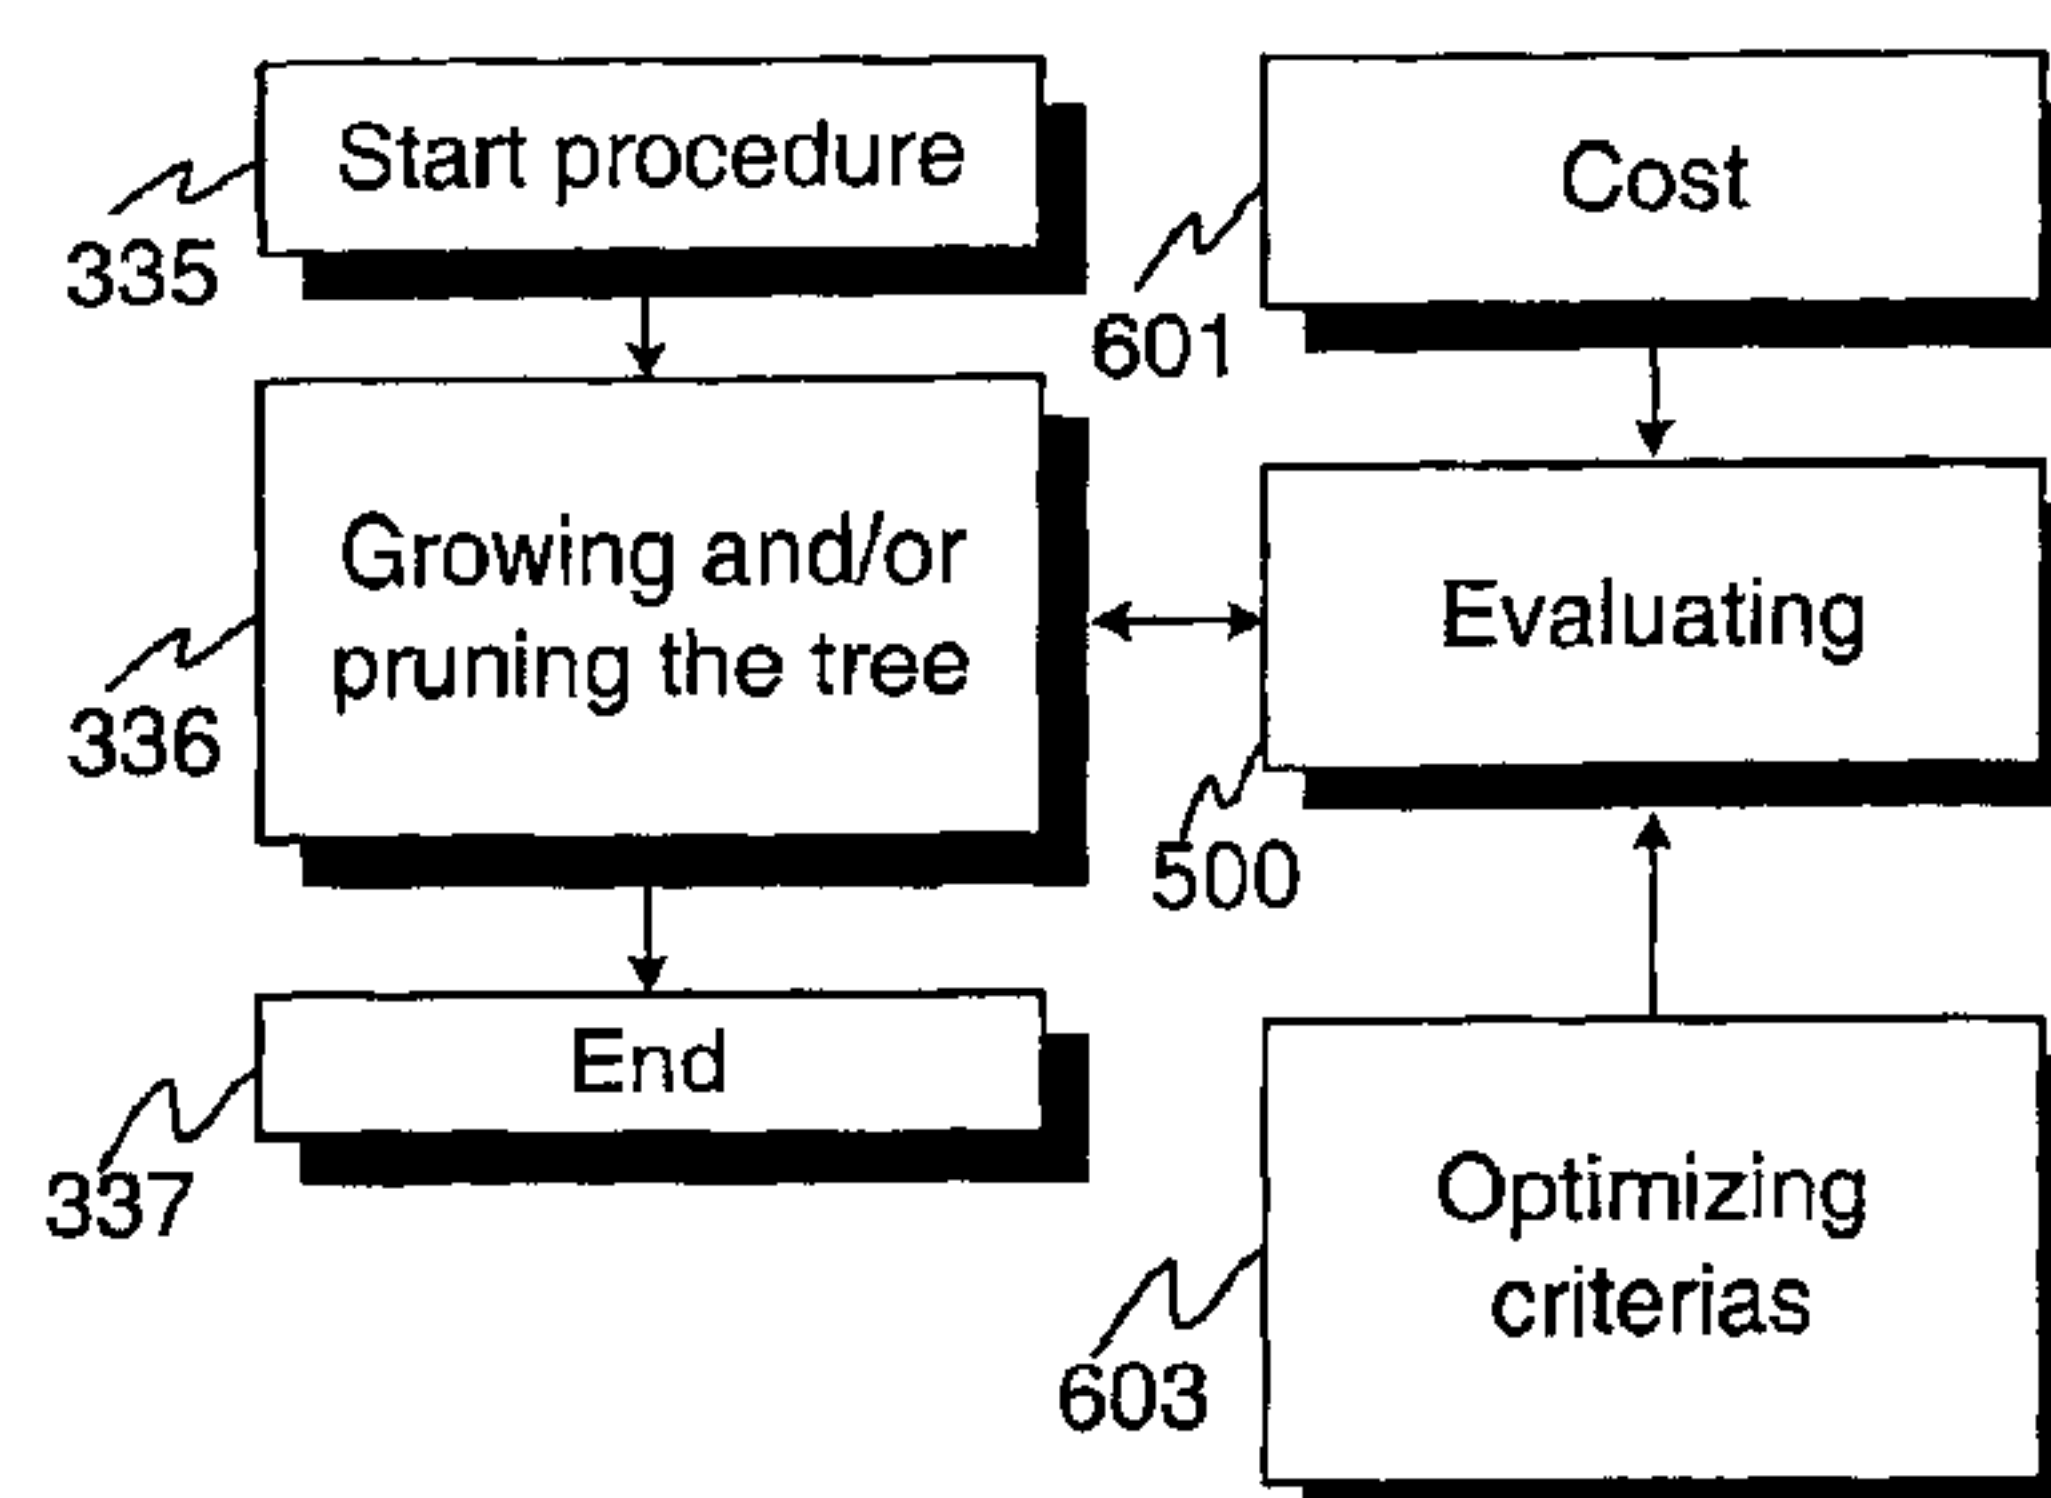 Start procedure
335
Growing and/or
pruning the tree
336
End
337
Cost
601
Evaluating
500
Optimizing
criterias
603